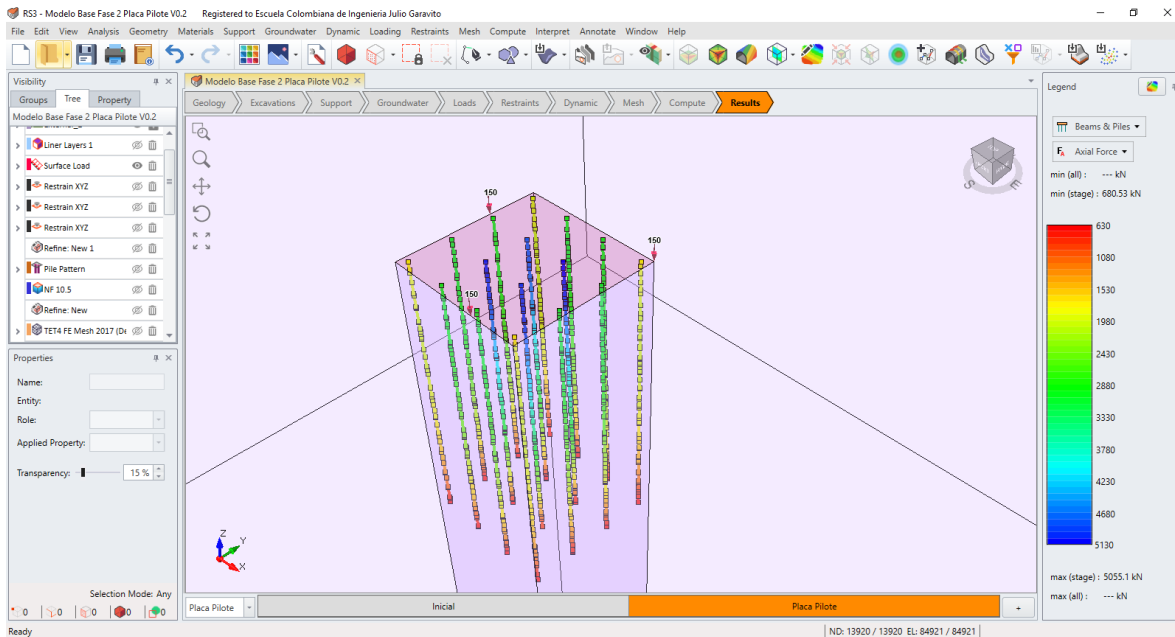 RS3 - Modelo Base Fase 2 Placa Pilote V0.2 Registered to Escuela Colombiana de Ingenieria Julio Garavito
File Edit View Analysis Geometry Materials Support Groundwater Dynamic Loading Restraints Mesh Compute Interpret Annotate Window Help
Visibility
Groups Tree Property
Modelo Base Fase 2 Placa Pilote V0.2
Liner Layers 1
Surface Load
Restrain XYZ
Restrain XYZ
Restrain XYZ
Refine: New 1
Pile Pattern
NF 10.5
Refine: New
TET4 FE Mesh 2017 (De
Properties
Name:
Entity:
Role:
Applied Property:
Transparency: 15 %
Selection Mode: Any
0 0 0 0 0
Ready
Modelo Base Fase 2 Placa Pilote V0.2
Geology Excavations Support Groundwater Loads Restraints Dynamic Mesh Compute Results
150
150
150
S E
Z
Y
X
Placa Pilote Inicial Placa Pilote +
ND: 13920 / 13920 EL: 84921 / 84921
Legend
Beams & Piles
FA Axial Force
min (all) : --- kN
min (stage) : 680.53 kN
630
1080
1530
1980
2430
2880
3330
3780
4230
4680
5130
max (stage) : 5055.1 kN
max (all) : --- kN